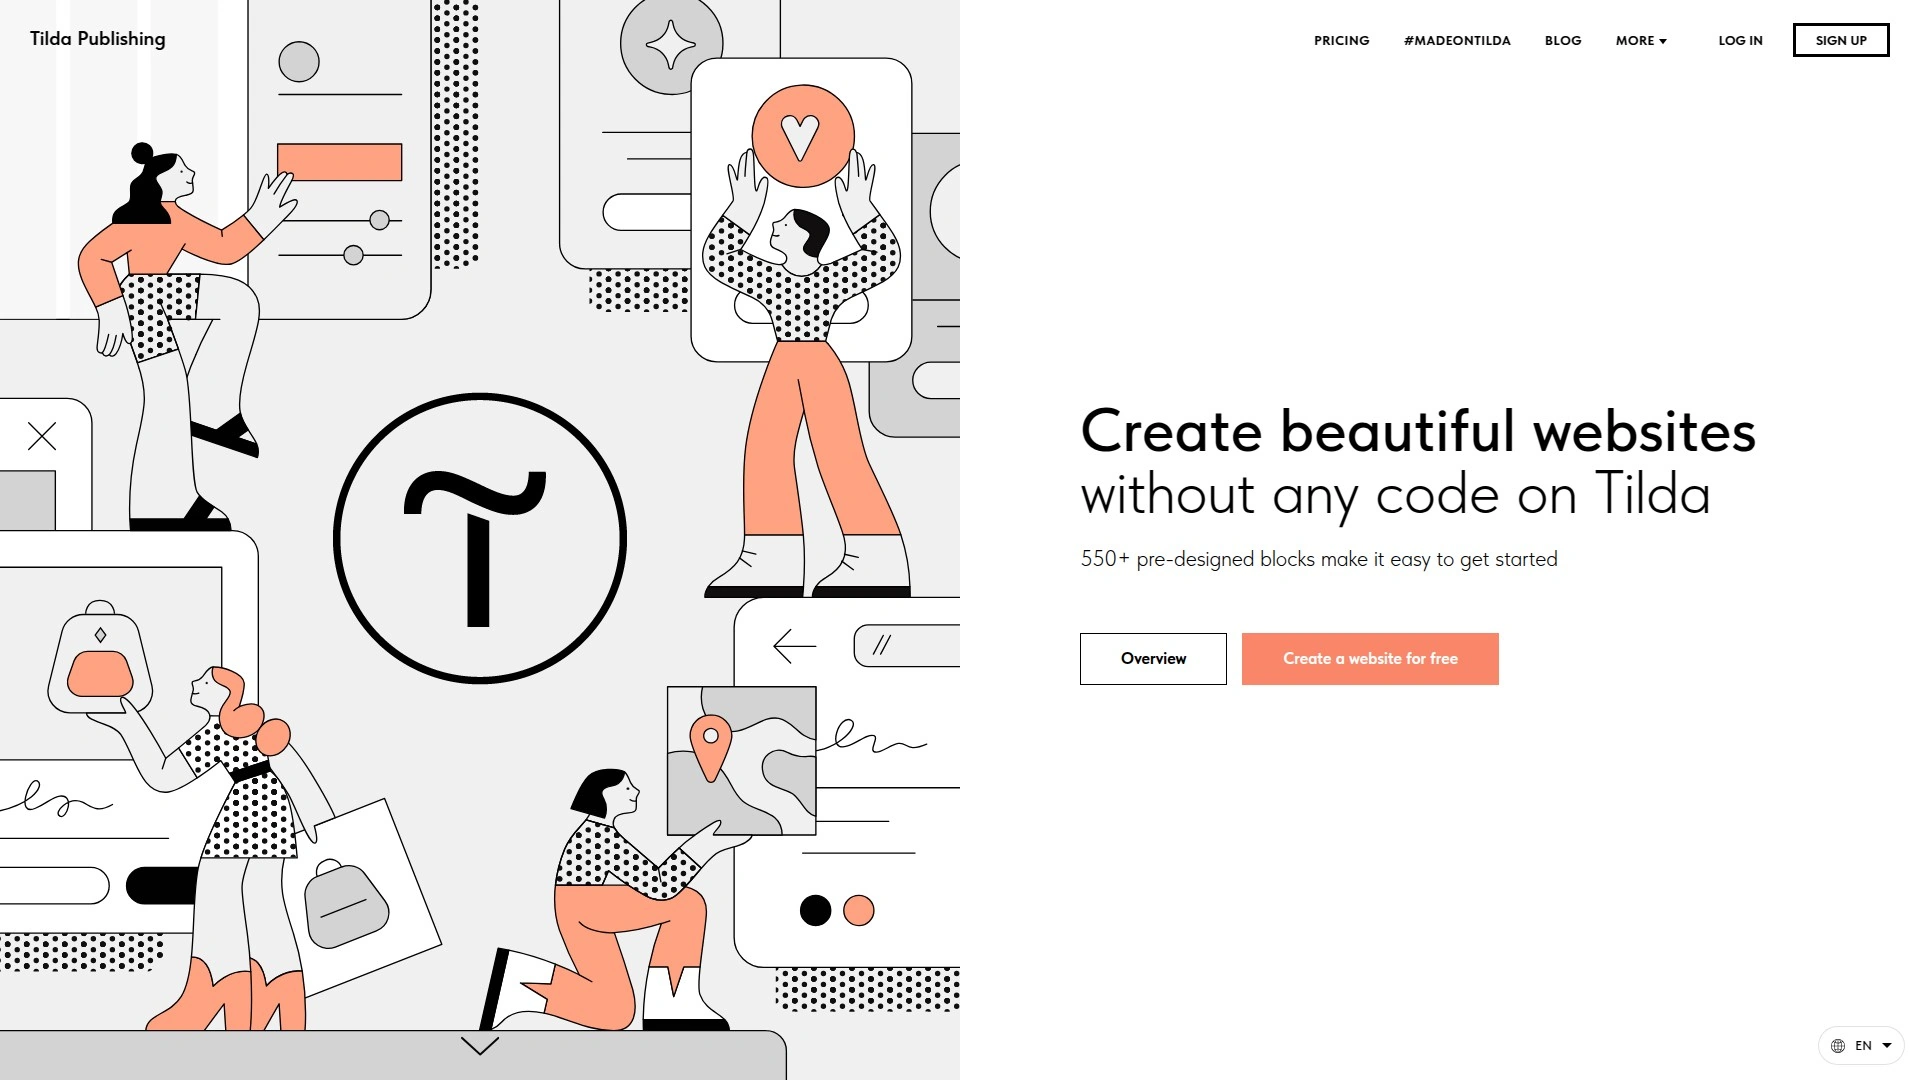 Tilda Publishing
PRICING #MADEONTILDA BLOG MORE LOG IN SIGN UP
Create beautiful websites
without any code on Tilda
550+ pre-designed blocks make it easy to get started
Overview Create a website for free
EN